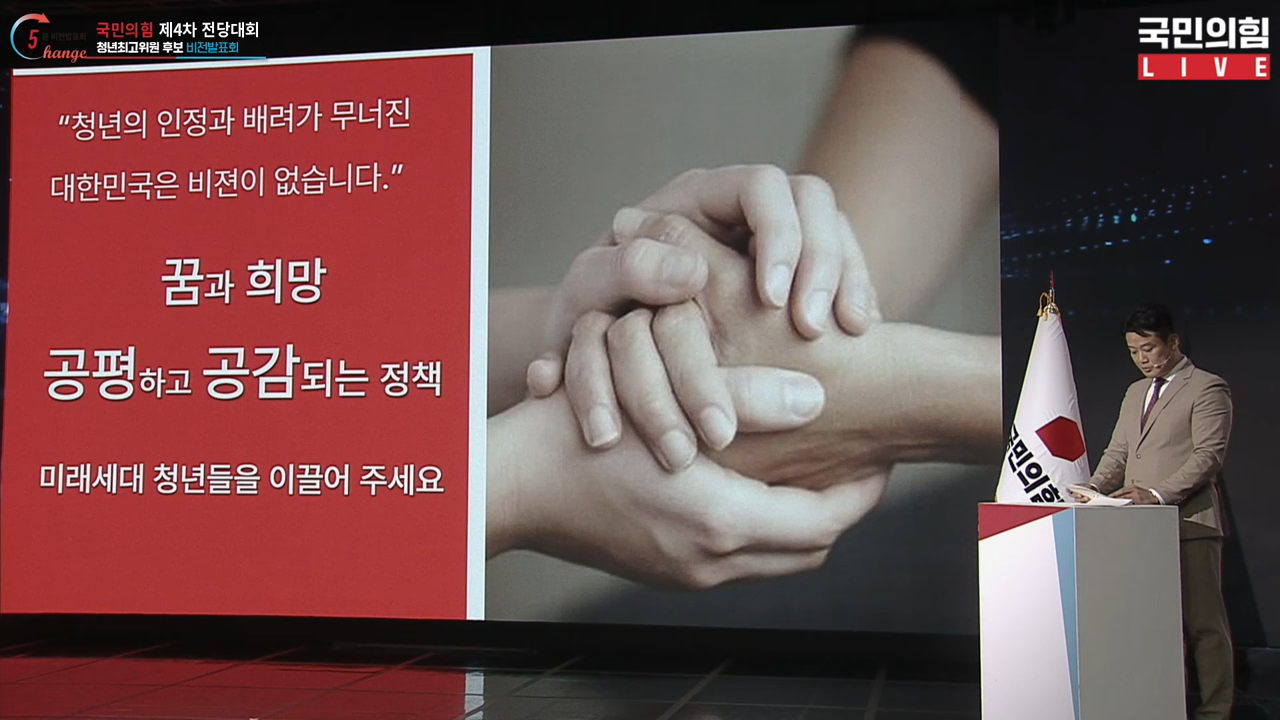 5
hange
국민의힘 제4차 전당대회
청년최고위원 후보 비전발표회
국민의힘
LIVE
“청년의 인정과 배려가 무너진
대한민국은 비젼이 없습니다.”
꿈과 희망
공평하고 공감되는 정책
미래세대 청년들을 이끌어 주세요
국민의힘